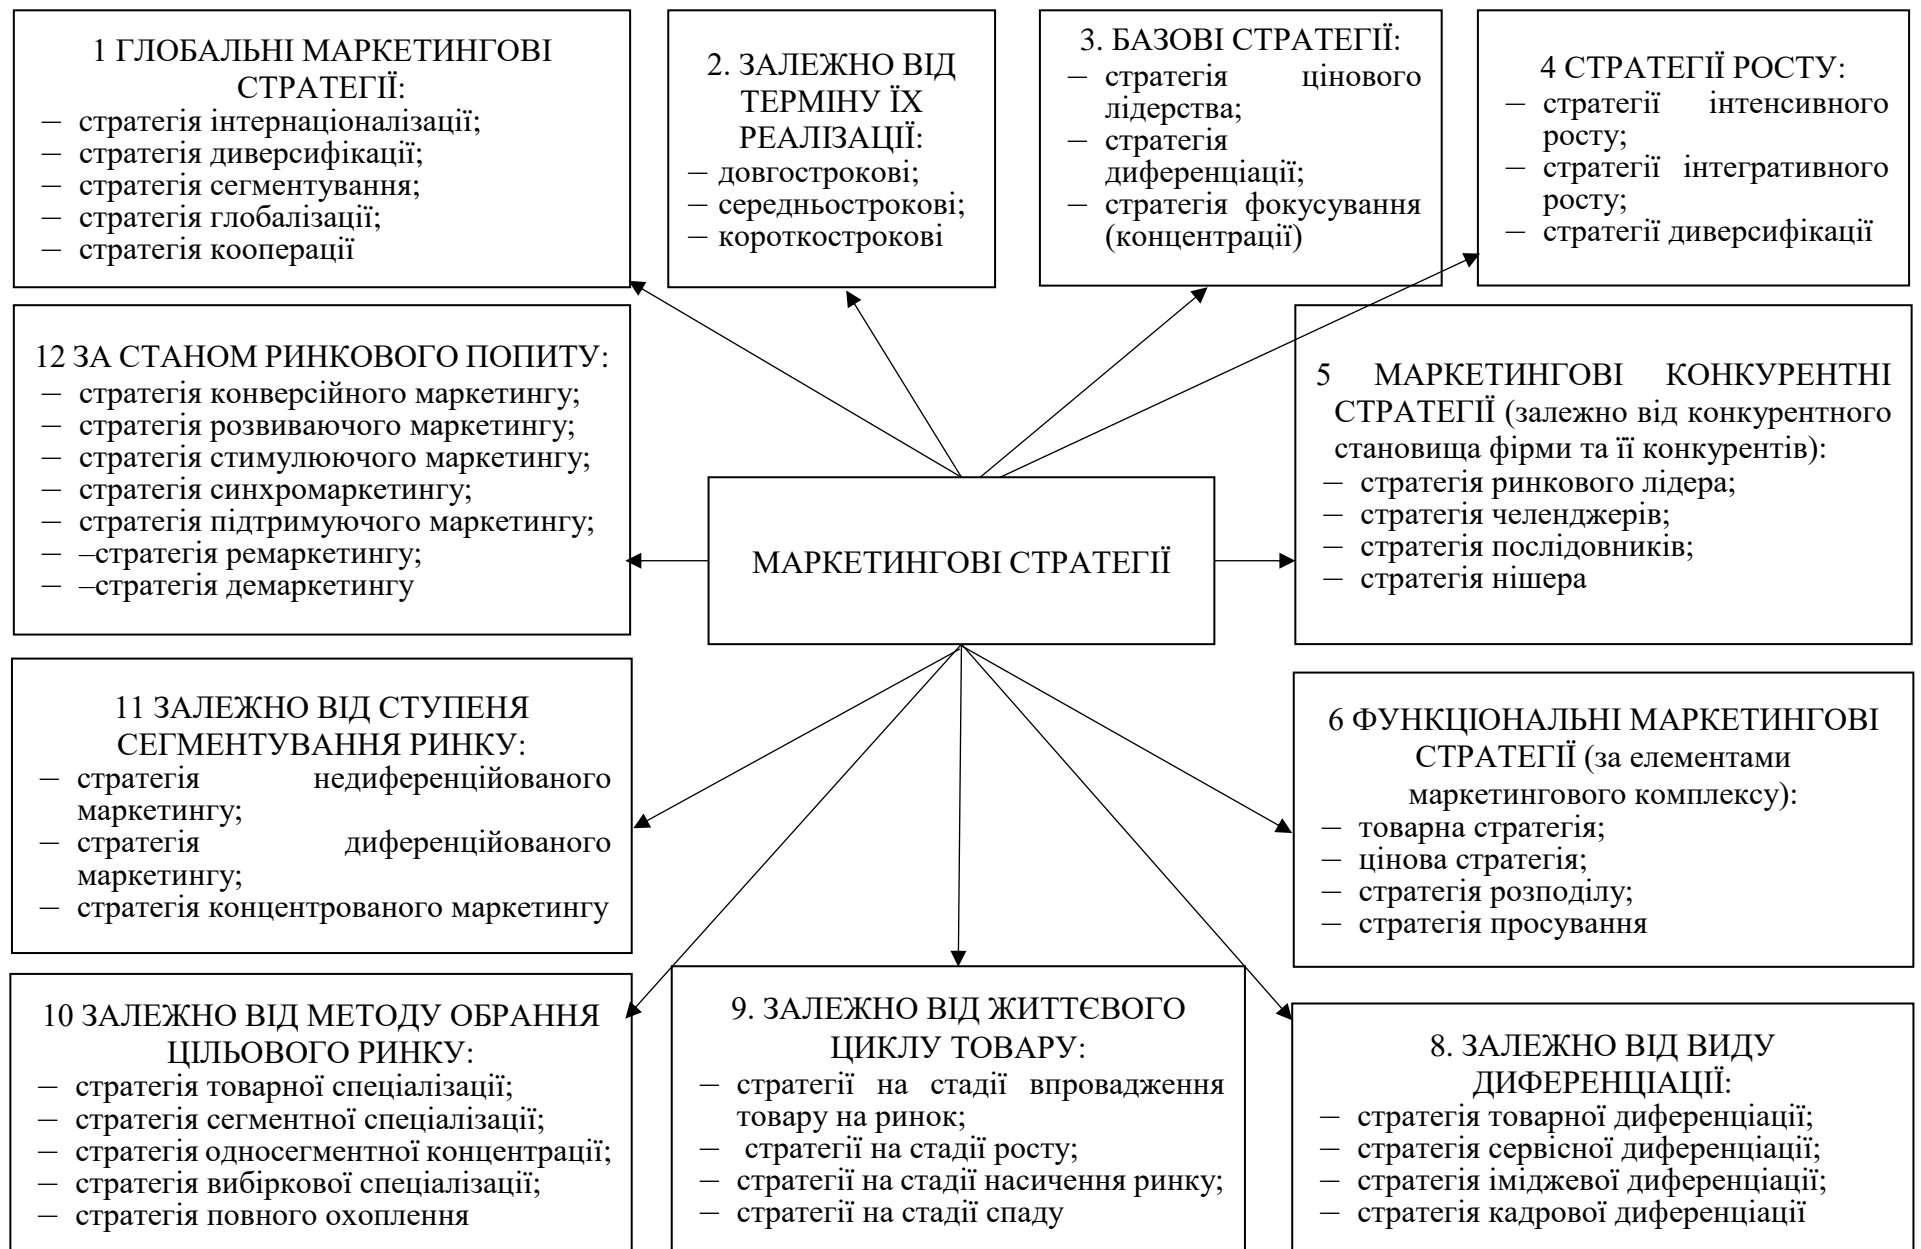 1 ГЛОБАЛЬНІ МАРКЕТИНГОВІ
СТРАТЕГІЇ:
– стратегія інтернаціоналізації;
– стратегія диверсифікації;
– стратегія сегментування;
– стратегія глобалізації;
– стратегія кооперації
2. ЗАЛЕЖНО ВІД
ТЕРМІНУ ЇХ
РЕАЛІЗАЦІЇ:
– довгострокові;
– середньострокові;
– короткострокові
3. БАЗОВІ СТРАТЕГІЇ:
– стратегія цінового
лідерства;
– стратегія
диференціації;
– стратегія фокусування
(концентрації)
4 СТРАТЕГІЇ РОСТУ:
– стратегії інтенсивного
росту;
– стратегії інтегративного
росту;
– стратегії диверсифікації
12 ЗА СТАНОМ РИНКОВОГО ПОПИТУ:
– стратегія конверсійного маркетингу;
– стратегія розвиваючого маркетингу;
– стратегія стимулюючого маркетингу;
– стратегія синхромаркетингу;
– стратегія підтримуючого маркетингу;
– –стратегія ремаркетингу;
– –стратегія демаркетингу
МАРКЕТИНГОВІ СТРАТЕГІЇ
5 МАРКЕТИНГОВІ КОНКУРЕНТНІ
СТРАТЕГІЇ (залежно від конкурентного
становища фірми та її конкурентів):
– стратегія ринкового лідера;
– стратегія челенджерів;
– стратегія послідовників;
– стратегія нішера
11 ЗАЛЕЖНО ВІД СТУПЕНЯ
СЕГМЕНТУВАННЯ РИНКУ:
– стратегія недиференційованого
маркетингу;
– стратегія диференційованого
маркетингу;
– стратегія концентрованого маркетингу
6 ФУНКЦІОНАЛЬНІ МАРКЕТИНГОВІ
СТРАТЕГІЇ (за елементами
маркетингового комплексу):
– товарна стратегія;
– цінова стратегія;
– стратегія розподілу;
– стратегія просування
10 ЗАЛЕЖНО ВІД МЕТОДУ ОБРАННЯ
ЦІЛЬОВОГО РИНКУ:
– стратегія товарної спеціалізації;
– стратегія сегментної спеціалізації;
– стратегія односегментної концентрації;
– стратегія вибіркової спеціалізації;
– стратегія повного охоплення
9. ЗАЛЕЖНО ВІД ЖИТТЄВОГО
ЦИКЛУ ТОВАРУ:
– стратегії на стадії впровадження
товару на ринок;
– стратегії на стадії росту;
– стратегії на стадії насичення ринку;
– стратегії на стадії спаду
8. ЗАЛЕЖНО ВІД ВИДУ
ДИФЕРЕНЦІАЦІЇ:
– стратегія товарної диференціації;
– стратегія сервісної диференціації;
– стратегія іміджевої диференціації;
– стратегія кадрової диференціації